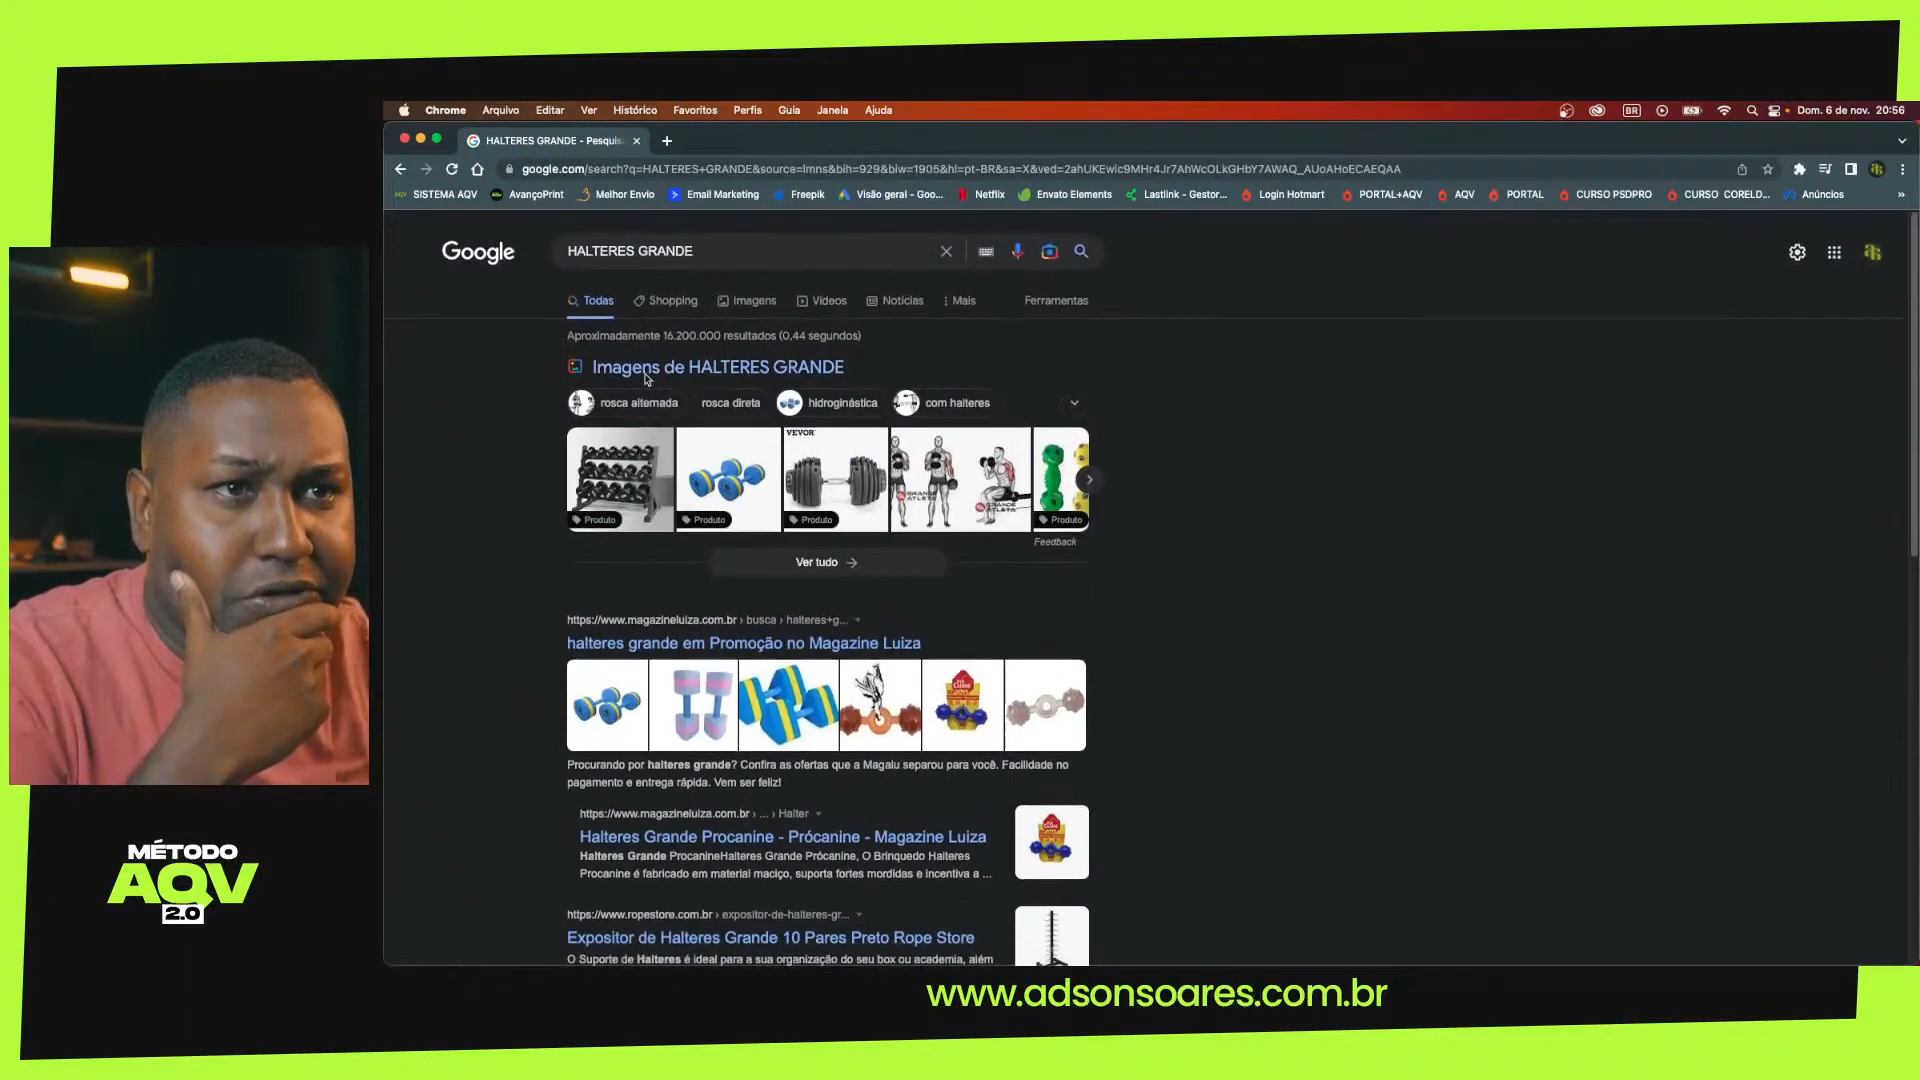 Chrome Arquivo Editar Ver Histórico Favoritos Perfis Guia Janela Ajuda
BR
Dom. 6 de nov. 20:56
HALTERES GRANDE - Pesquis
google.com/search?q=HALTERES+GRANDE&source=lmns&bih=929&biw=1905&hl=pt-BR&sa=X&ved=2ahUKEwic9MHr4Jr7AhWcOLkGHbY7AWAQ_AUoAHoECAEQAA
AQV SISTEMA AQV AvançoPrint Melhor Envio Email Marketing Freepik Visão geral - Goo... Netflix Envato Elements Lastlink - Gestor... Login Hotmart PORTAL+AQV AQV PORTAL CURSO PSDPRO CURSO CORELD... Anúncios »
Google
HALTERES GRANDE
Todas Shopping Imagens Vídeos Notícias Mais Ferramentas
Aproximadamente 16.200.000 resultados (0,44 segundos)
Imagens de HALTERES GRANDE
rosca alternada rosca direta hidroginástica com halteres
VEVOR
GRANDE ATLETA
GRANDE ATLETA
Produto Produto Produto Produto
Feedback
Ver tudo
https://www.magazineluiza.com.br › busca › halteres+g...
halteres grande em Promoção no Magazine Luiza
Procurando por halteres grande? Confira as ofertas que a Magalu separou para você. Facilidade no
pagamento e entrega rápida. Vem ser feliz!
https://www.magazineluiza.com.br › ... › Halter
Halteres Grande Procanine - Prócanine - Magazine Luiza
Halteres Grande ProcanineHalteres Grande Prócanine, O Brinquedo Halteres
Procanine é fabricado em material maciço, suporta fortes mordidas e incentiva a ...
https://www.ropestore.com.br › expositor-de-halteres-gr...
Expositor de Halteres Grande 10 Pares Preto Rope Store
O Suporte de Halteres é ideal para a sua organização do seu box ou academia, além
MÉTODO
AQV
2.0
www.adsonsoares.com.br